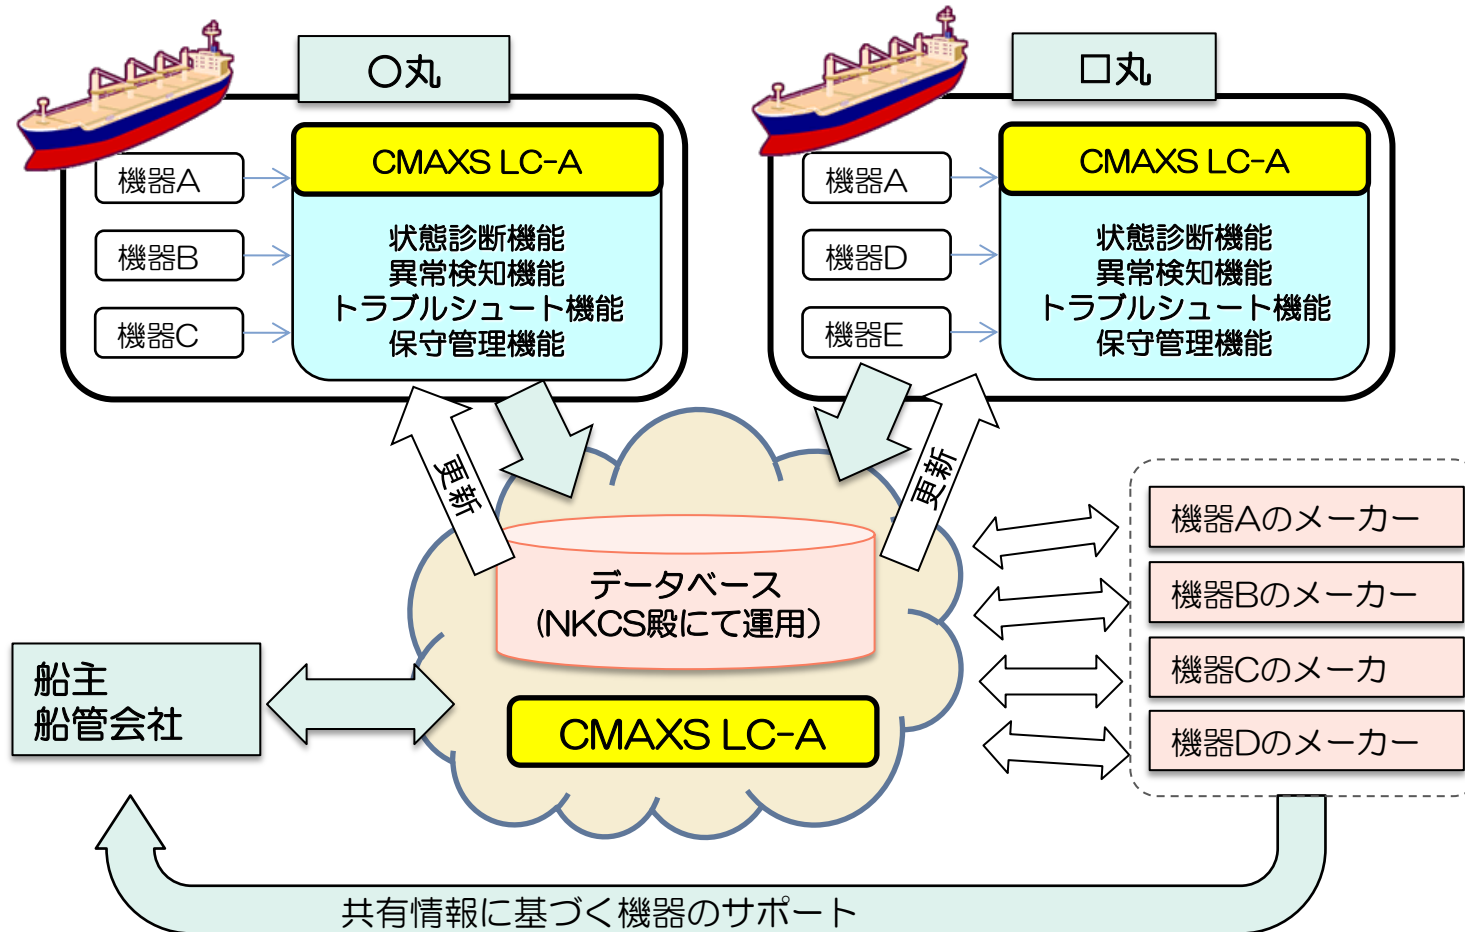 〇丸
CMAXS LC-A
機器A
機器B
機器C
状態診断機能
異常検知機能
トラブルシュート機能
保守管理機能
□丸
CMAXS LC-A
機器A
機器D
機器E
状態診断機能
異常検知機能
トラブルシュート機能
保守管理機能
更新
更新
データベース
(NKCS殿にて運用)
CMAXS LC-A
船主
船管会社
機器Aのメーカー
機器Bのメーカー
機器Cのメーカ
機器Dのメーカー
共有情報に基づく機器のサポート